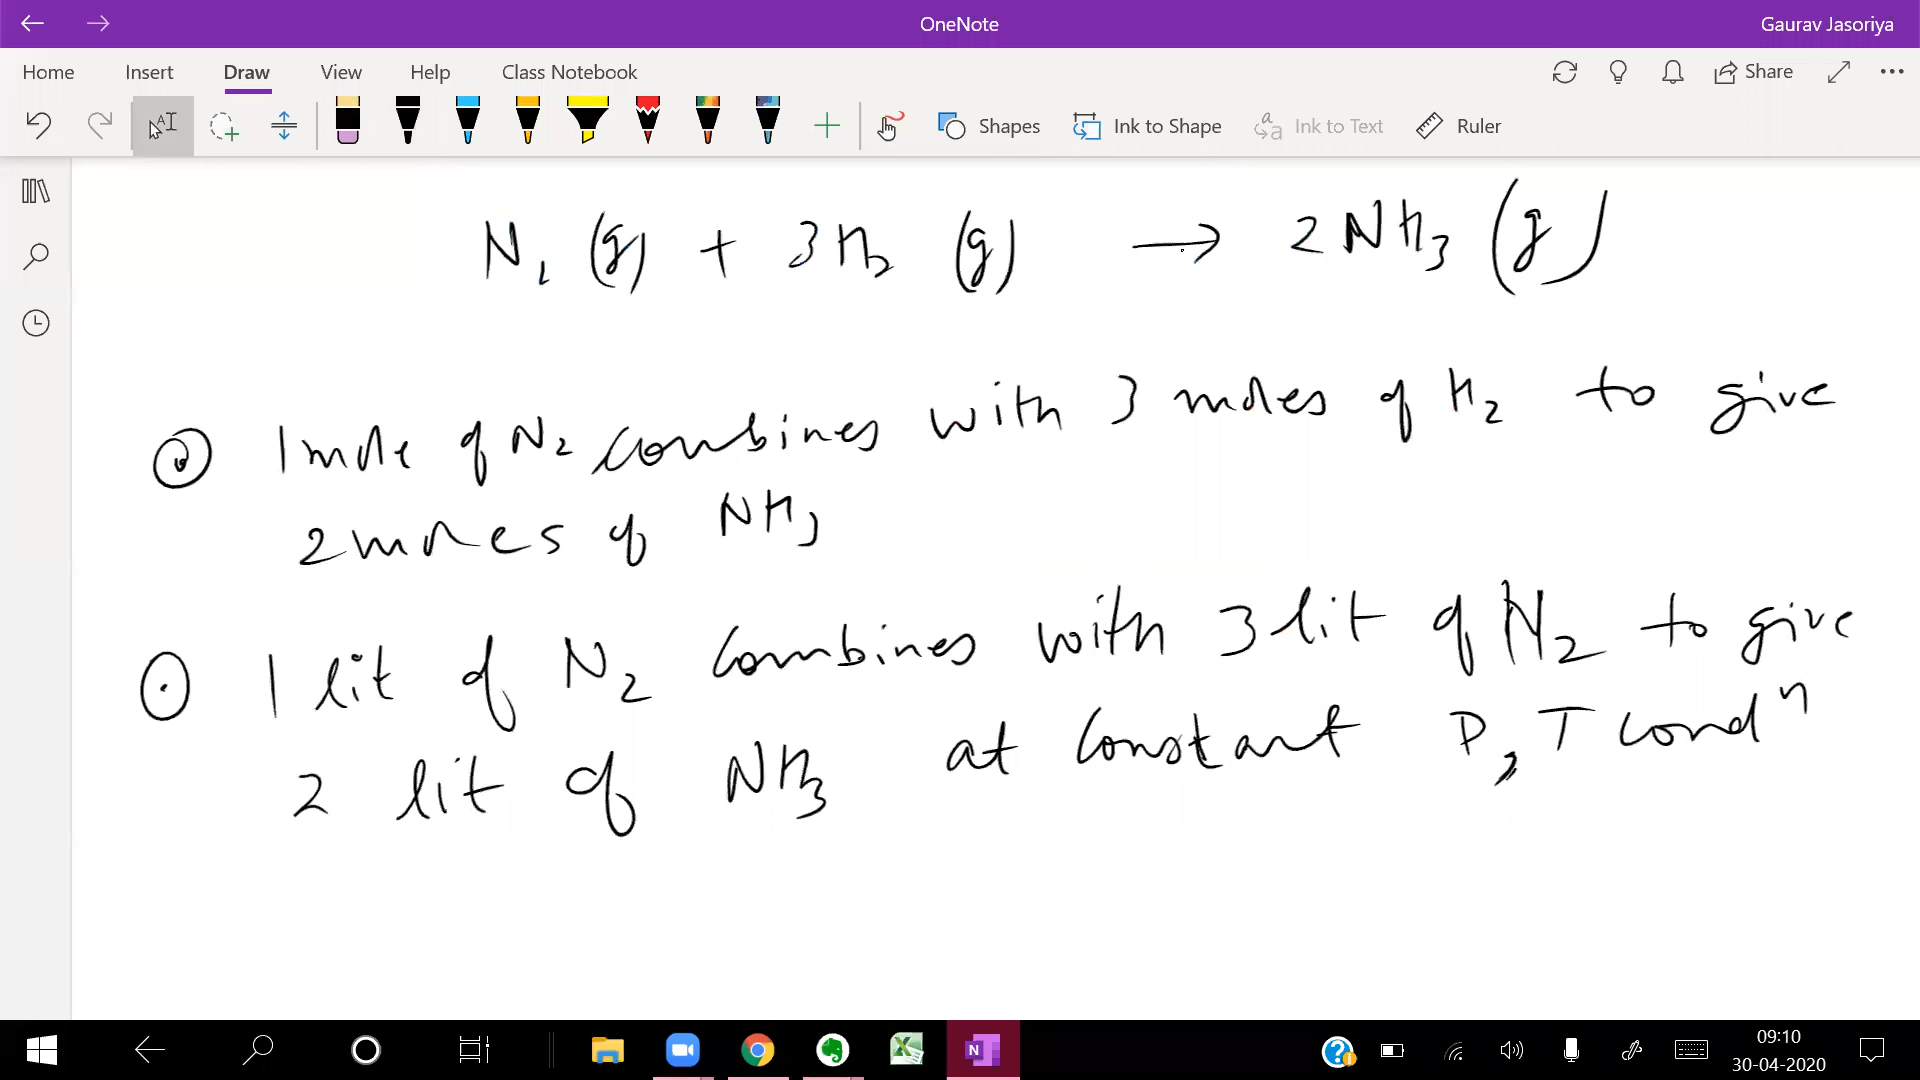 OneNote
Gaurav Jasoriya
Home Insert Draw View Help Class Notebook
Share
Shapes Ink to Shape Ink to Text Ruler
N₂ (g) + 3H₂ (g) → 2NH₃ (g)
1 mole of N₂ combines with 3 moles of H₂ to give
2 moles of NH₃
1 lit of N₂ combines with 3 lit of N₂ to give
2 lit of NH₃ at constant P, T condⁿ
09:10
30-04-2020